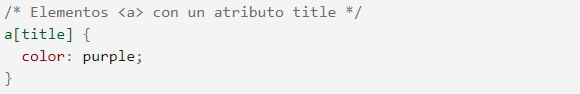 /* Elementos <a> con un atributo title */
a[title] {
  color: purple;
}